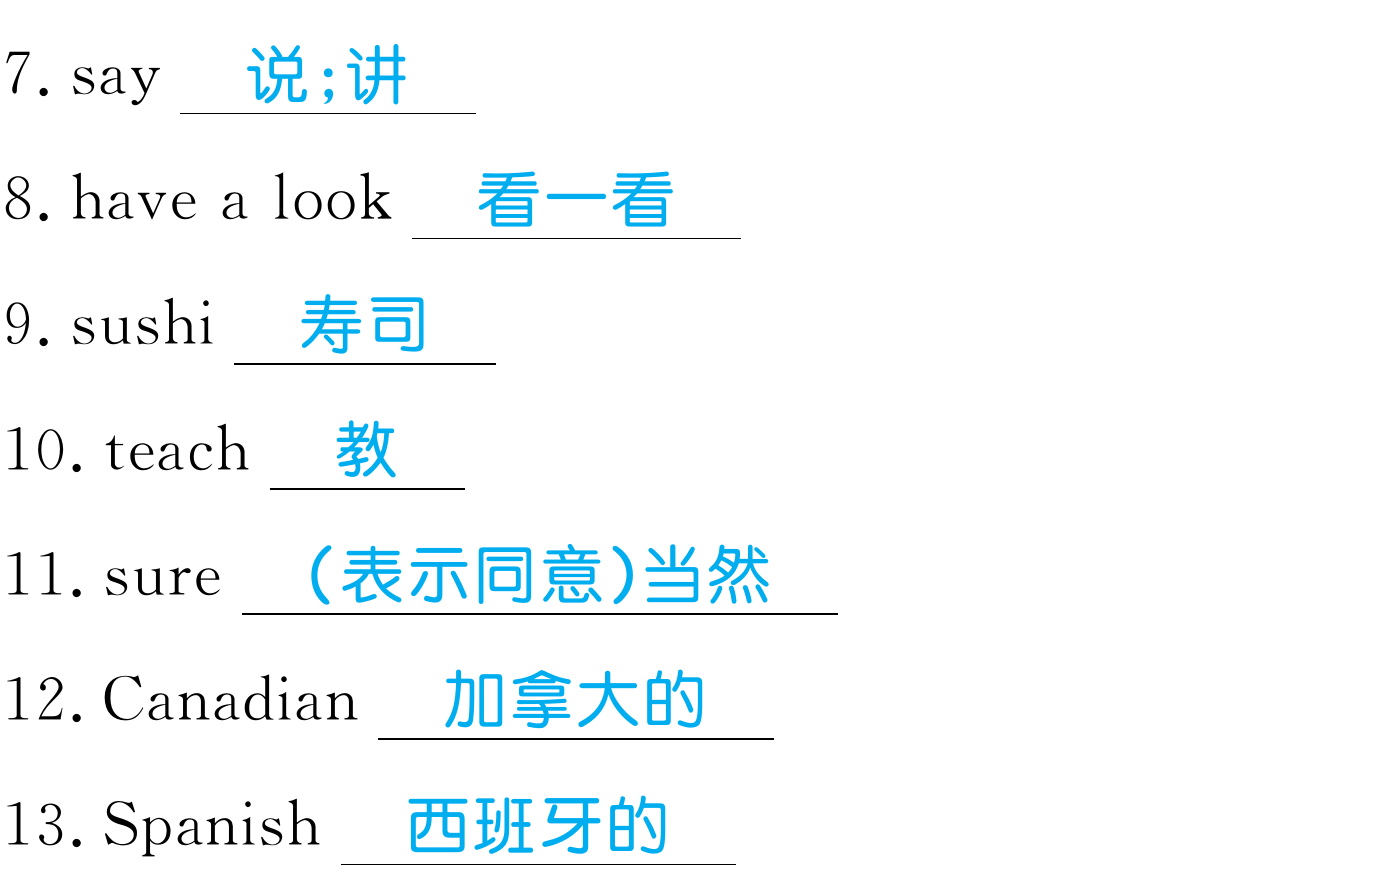 7. say 说;讲
8. have a look 看一看
9. sushi 寿司
10. teach 教
11. sure (表示同意)当然
12. Canadian 加拿大的
13. Spanish 西班牙的